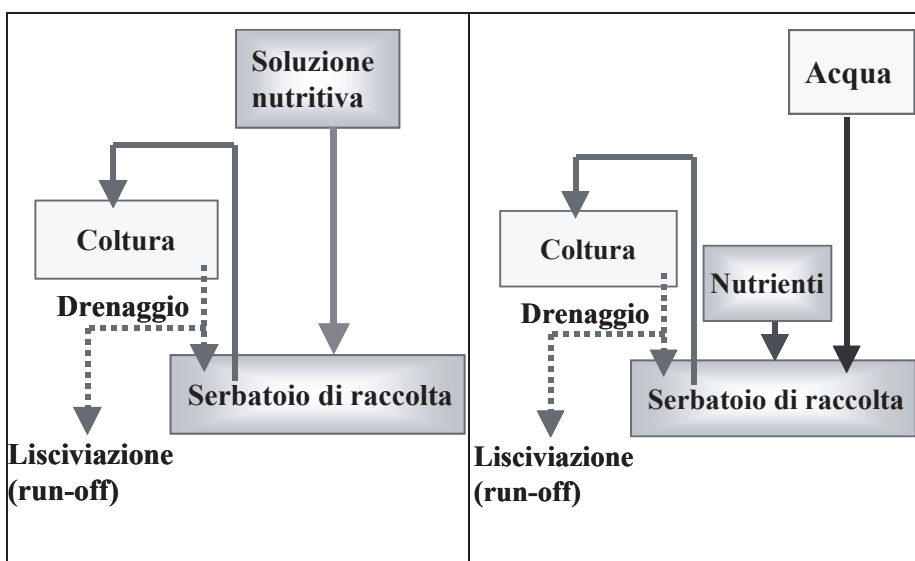 Soluzione
nutritiva
Coltura
Drenaggio
Serbatoio di raccolta
Lisciviazione
(run-off)
Acqua
Coltura
Nutrienti
Drenaggio
Serbatoio di raccolta
Lisciviazione
(run-off)